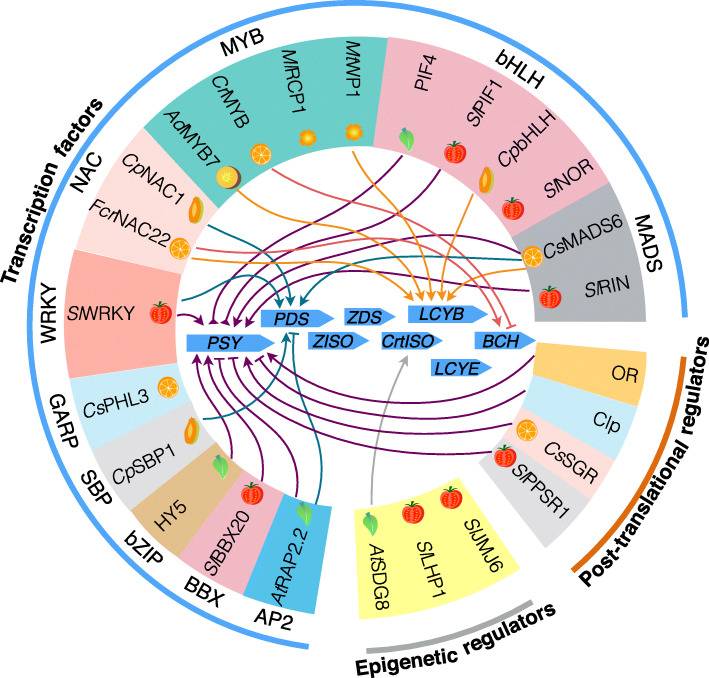 Transcription factors
MYB
AdMYB7
CrMYB
MlRCP1
MtWP1
bHLH
PIF4
SlPIF1
CpbHLH
SlNOR
MADS
CsMADS6
SlRIN
NAC
CpNAC1
FcrNAC22
WRKY
SlWRKY
GARP
CsPHL3
SBP
CpSBP1
bZIP
HY5
BBX
SlBBX20
AP2
AtRAP2.2
PSY
PDS
ZISO
ZDS
CrtISO
LCYB
LCYE
BCH
Post-translational regulators
OR
Clp
CsSGR
SlPPSR1
Epigenetic regulators
AtSDG8
SlLHP1
SlJMJ6